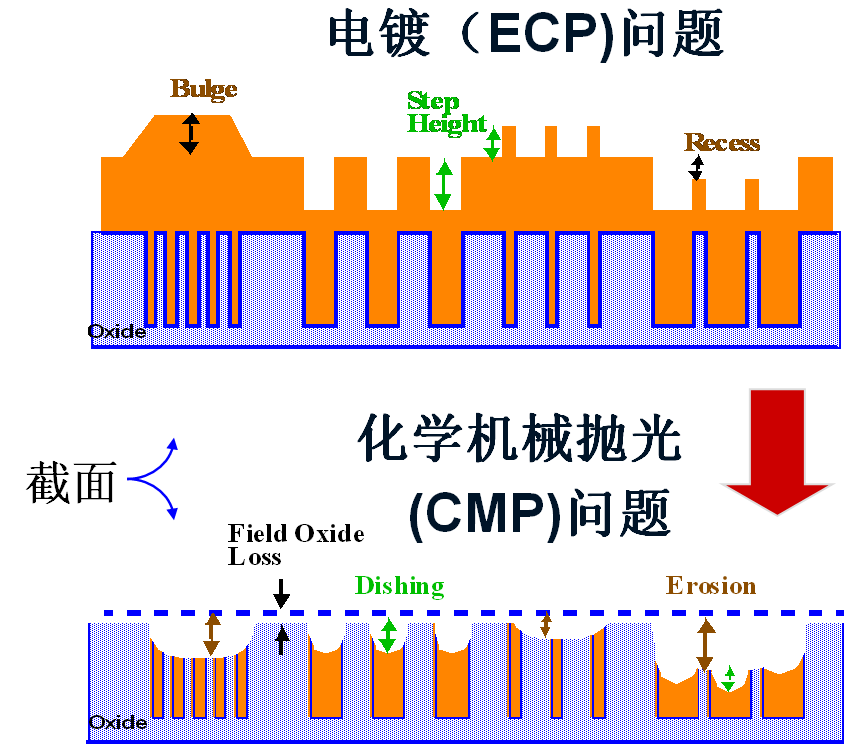 电镀（ECP)问题
Bulge
Step
Height
Recess
Oxide
化学机械抛光
(CMP)问题
截面
Field Oxide
Loss
Dishing
Erosion
Oxide